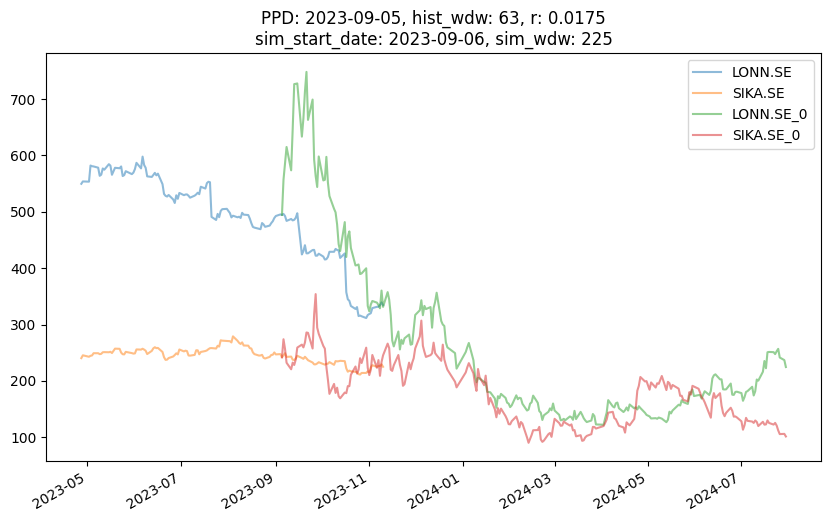 PPD: 2023-09-05, hist_wdw: 63, r: 0.0175
sim_start_date: 2023-09-06, sim_wdw: 225
LONN.SE
SIKA.SE
LONN.SE_0
SIKA.SE_0
700
600
500
400
300
200
100
2023-05
2023-07
2023-09
2023-11
2024-01
2024-03
2024-05
2024-07